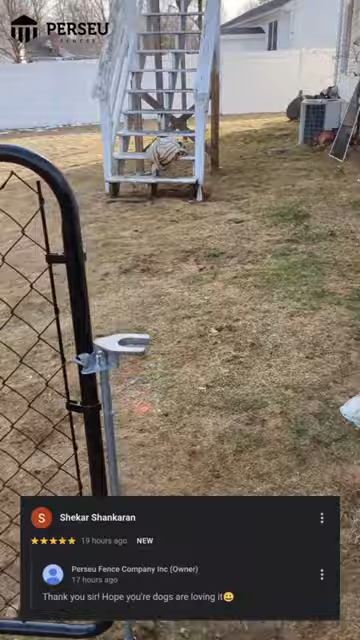 PERSEU
FENCES
S
Shekar Shankaran
19 hours ago NEW
Perseu Fence Company Inc (Owner)
17 hours ago
Thank you sir! Hope you're dogs are loving it😀